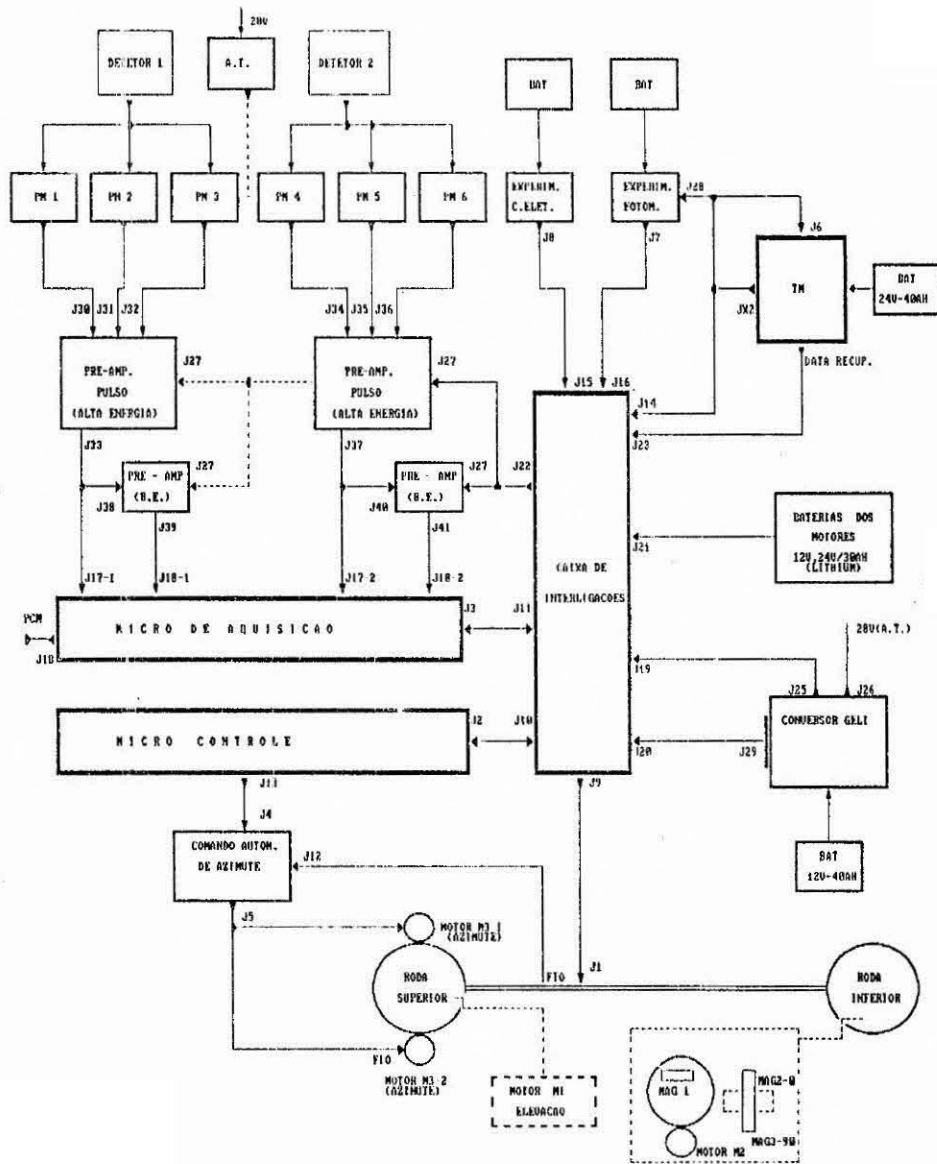 28V
DETETOR 1
A.T.
DETETOR 2
BAT
BAT
PM 1
PM 2
PM 3
PM 4
PM 5
PM 6
EXPERIM.
C.ELET.
EXPERIM.
FOTOM.
J28
J6
J8
J7
TM
BAT
24V-40AH
JX2
J30
J31
J32
J34
J35
J36
DATA RECUP.
PRE-AMP.
PULSO
(ALTA ENERGIA)
J27
PRE-AMP.
PULSO
(ALTA ENERGIA)
J27
J15
J16
J14
J23
J33
J37
PRE - AMP
(B.E.)
J27
PRE - AMP
(B.E.)
J27
J22
J38
J39
J40
J41
BATERIAS DOS
MOTORES
12V,24V/30AH
(LITHIUM)
J21
CAIXA DE
INTERLIGACOES
J17-1
J18-1
J17-2
J18-2
PCM
J18
MICRO DE AQUISICAO
J3
J11
28V(A.T.)
J19
J25
J26
MICRO CONTROLE
J2
J10
J20
J29
CONVERSOR GELI
J13
J9
J4
COMANDO AUTOM.
DE AZIMUTE
J12
BAT
12V-40AH
J5
MOTOR M3-1
(AZIMUTE)
RODA
SUPERIOR
FIO
J1
RODA
INFERIOR
FIO
MOTOR M3-2
(AZIMUTE)
MOTOR M1
ELEVACAO
MAG 1
MAG2-0
MAG3-90
MOTOR M2